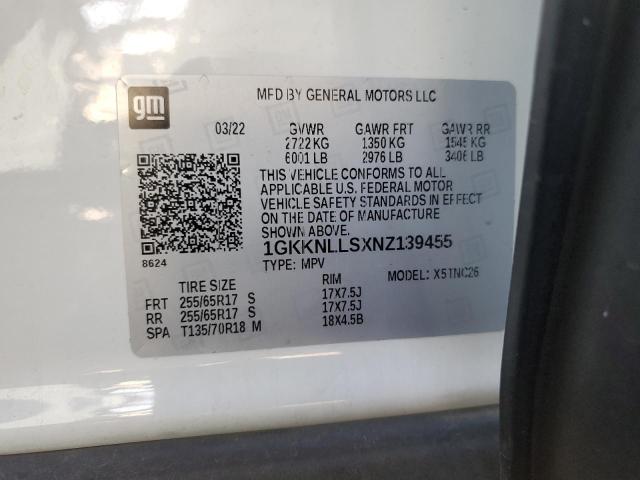 gm
MFD BY GENERAL MOTORS LLC
03/22 GVWR GAWR FRT GAWR RR
2722 KG 1350 KG 1545 KG
6001 LB 2976 LB 3406 LB
THIS VEHICLE CONFORMS TO ALL
APPLICABLE U.S. FEDERAL MOTOR
VEHICLE SAFETY STANDARDS IN EFFECT
ON THE DATE OF MANUFACTURE
SHOWN ABOVE.
1GKKNLLSXNZ139455
8624
TYPE: MPV MODEL: X5TNC26
TIRE SIZE RIM
FRT 255/65R17 S 17X7.5J
RR 255/65R17 S 17X7.5J
SPA T135/70R18 M 18X4.5B